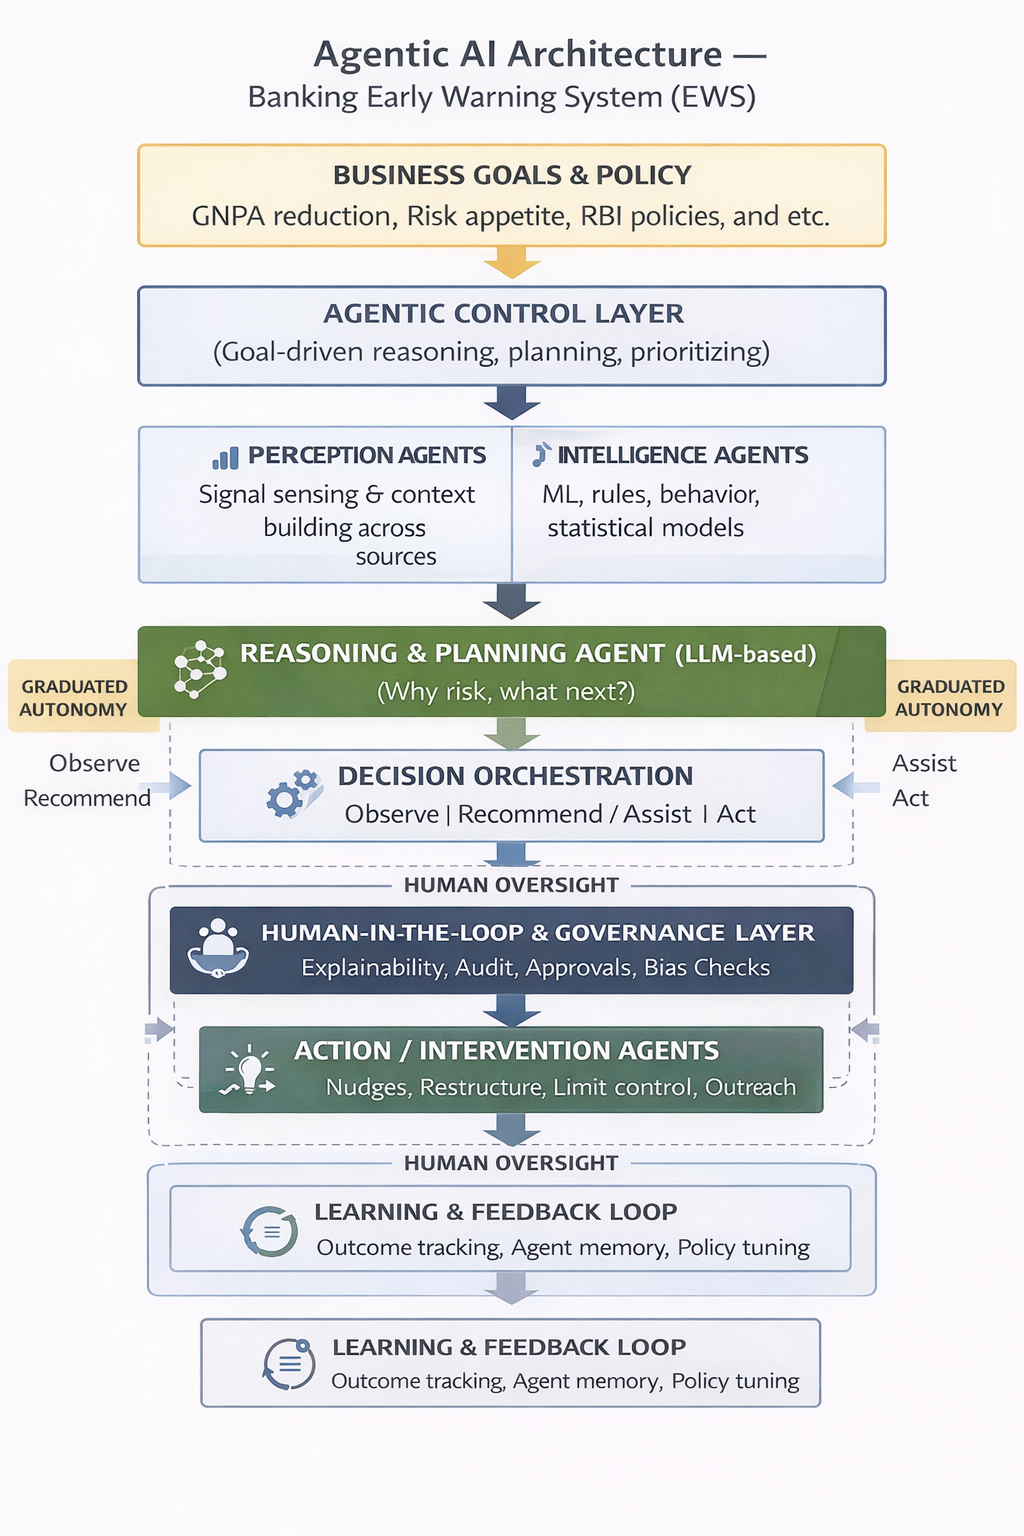 Agentic AI Architecture —
Banking Early Warning System (EWS)
BUSINESS GOALS & POLICY
GNPA reduction, Risk appetite, RBI policies, and etc.
AGENTIC CONTROL LAYER
(Goal-driven reasoning, planning, prioritizing)
PERCEPTION AGENTS
Signal sensing & context
building across
sources
INTELLIGENCE AGENTS
ML, rules, behavior,
statistical models
REASONING & PLANNING AGENT (LLM-based)
(Why risk, what next?)
GRADUATED
AUTONOMY
Observe
Recommend
GRADUATED
AUTONOMY
Assist
Act
DECISION ORCHESTRATION
Observe | Recommend / Assist | Act
HUMAN OVERSIGHT
HUMAN-IN-THE-LOOP & GOVERNANCE LAYER
Explainability, Audit, Approvals, Bias Checks
ACTION / INTERVENTION AGENTS
Nudges, Restructure, Limit control, Outreach
HUMAN OVERSIGHT
LEARNING & FEEDBACK LOOP
Outcome tracking, Agent memory, Policy tuning
LEARNING & FEEDBACK LOOP
Outcome tracking, Agent memory, Policy tuning